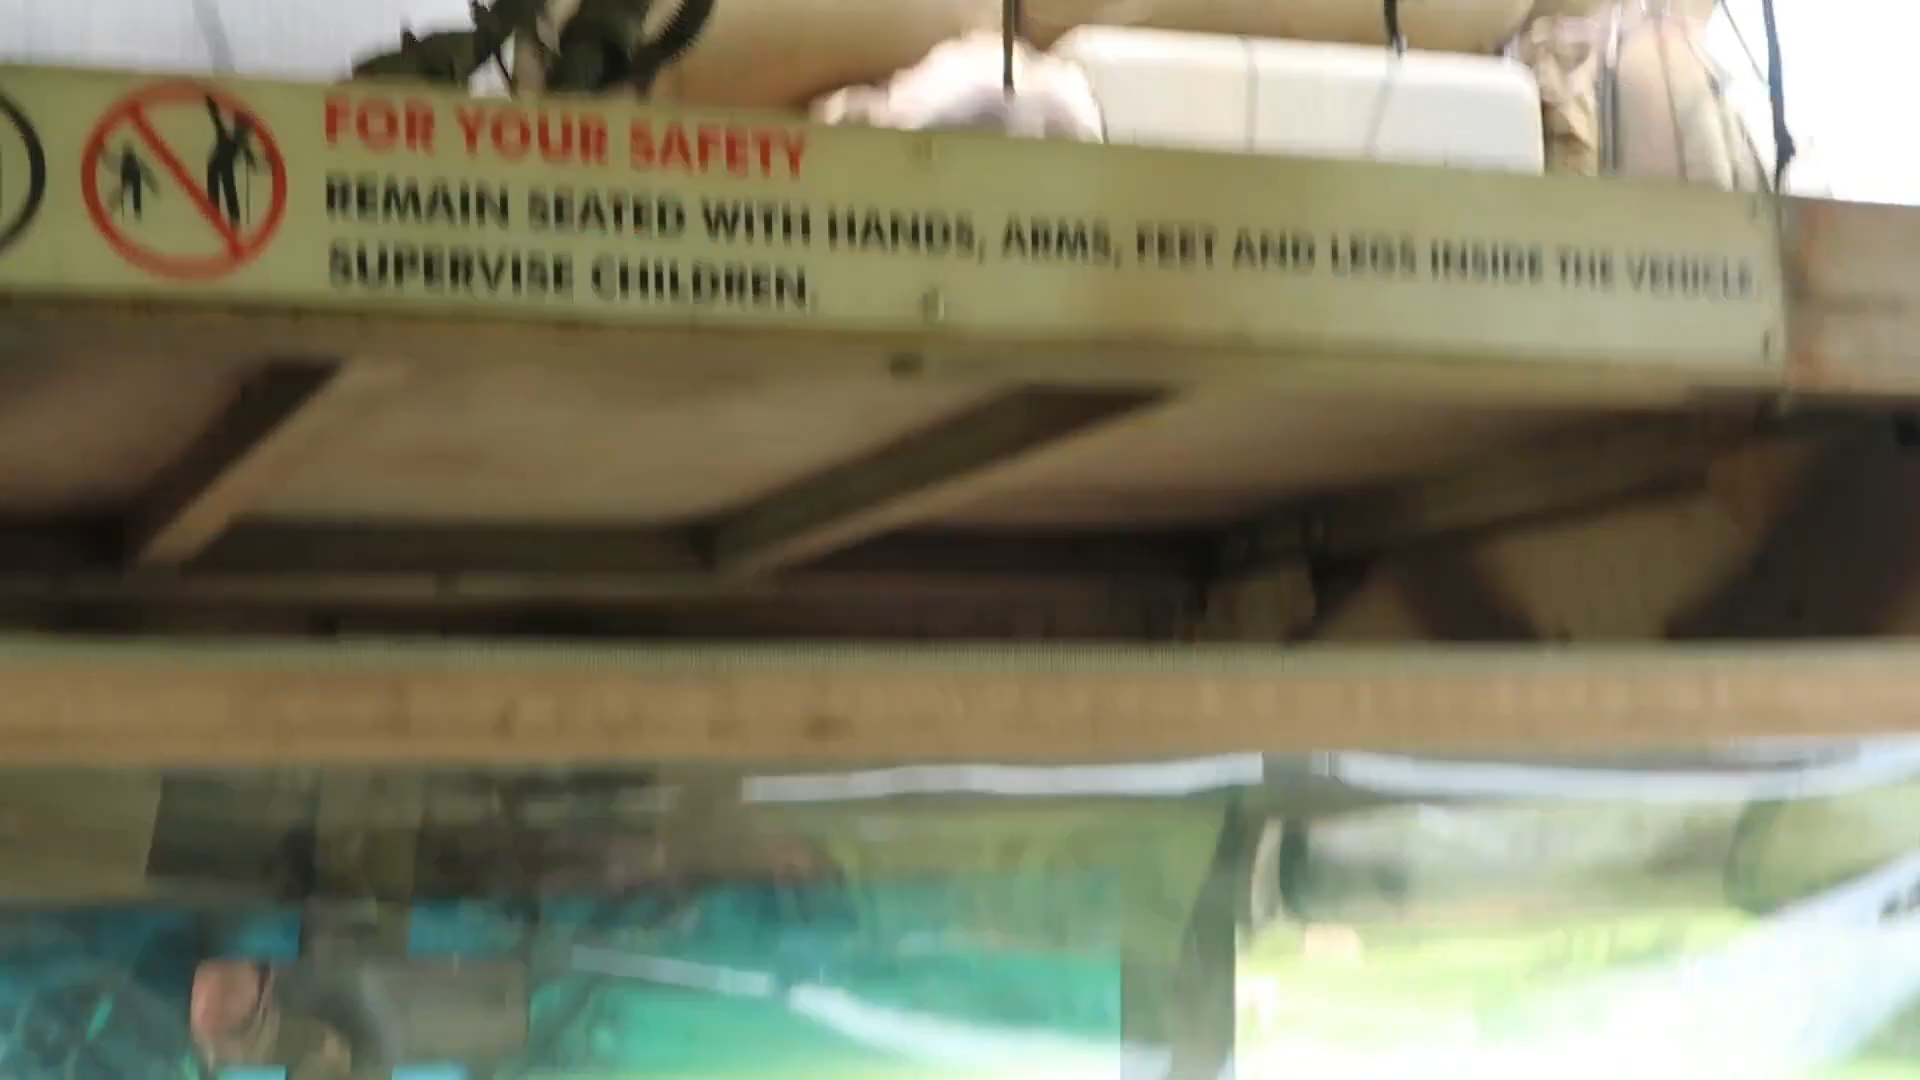 FOR YOUR SAFETY
REMAIN SEATED WITH HANDS, ARMS, FEET AND LEGS INSIDE THE VEHICLE.
SUPERVISE CHILDREN.